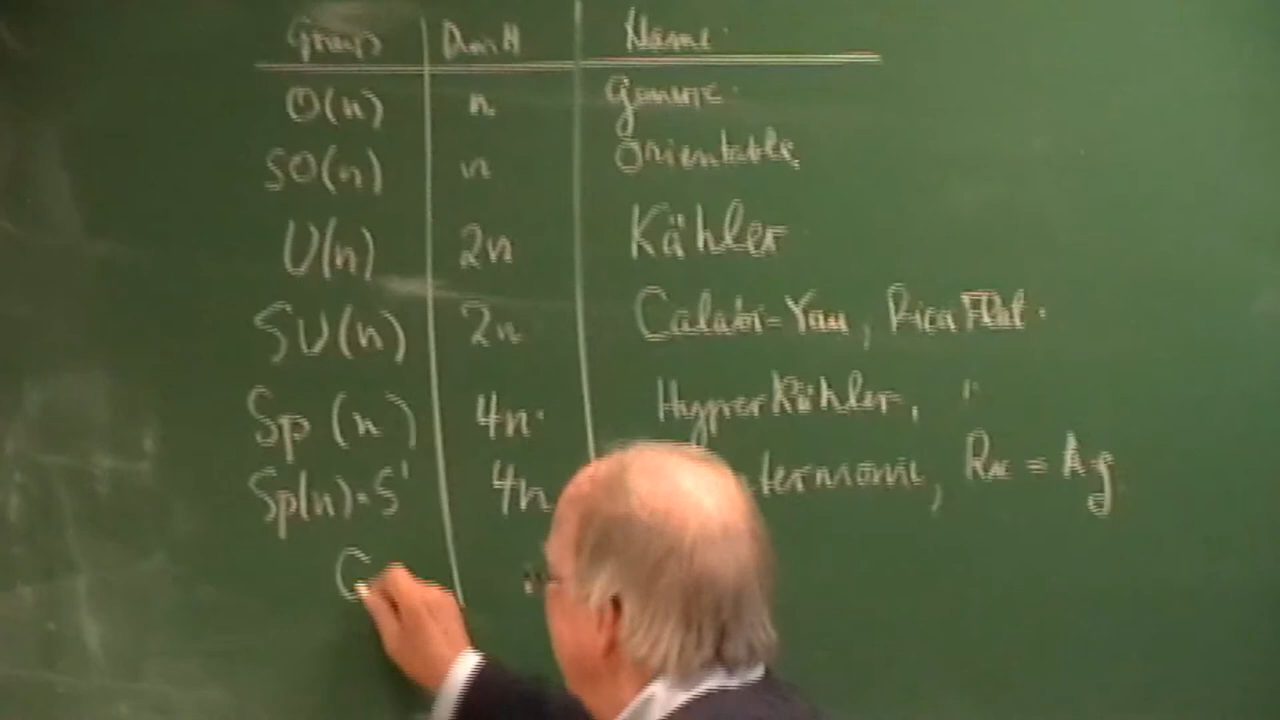 Group Dim M Name
O(n) n Generic
SO(n) n Orientable
U(n) 2n Kähler
SU(n) 2n Calabi-Yau, Ricci Flat.
Sp(n) 4n HyperKähler, "
Sp(n)·S¹ 4n ternionic, Ric = λg
G